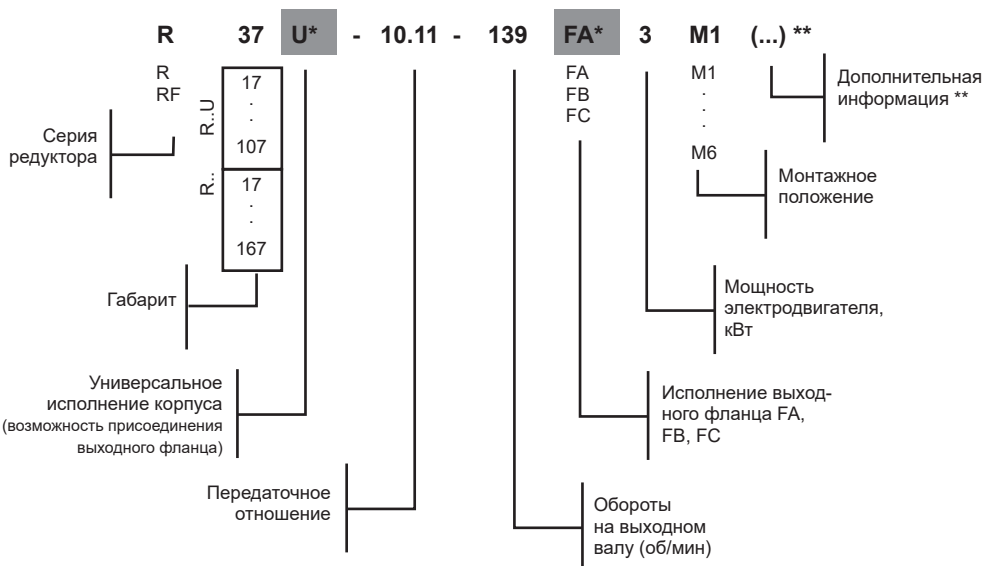 R 37 U* - 10.11 - 139 FA* 3 M1 (...) **
R
RF
R..U
17
.
.
107
R..
17
.
.
167
FA
FB
FC
M1
.
.
.
M6
Дополнительная
информация **
Серия
редуктора
Монтажное
положение
Габарит
Мощность
электродвигателя,
кВт
Универсальное
исполнение корпуса
(возможность присоединения
выходного фланца)
Исполнение выход-
ного фланца FA,
FB, FC
Передаточное
отношение
Обороты
на выходном
валу (об/мин)